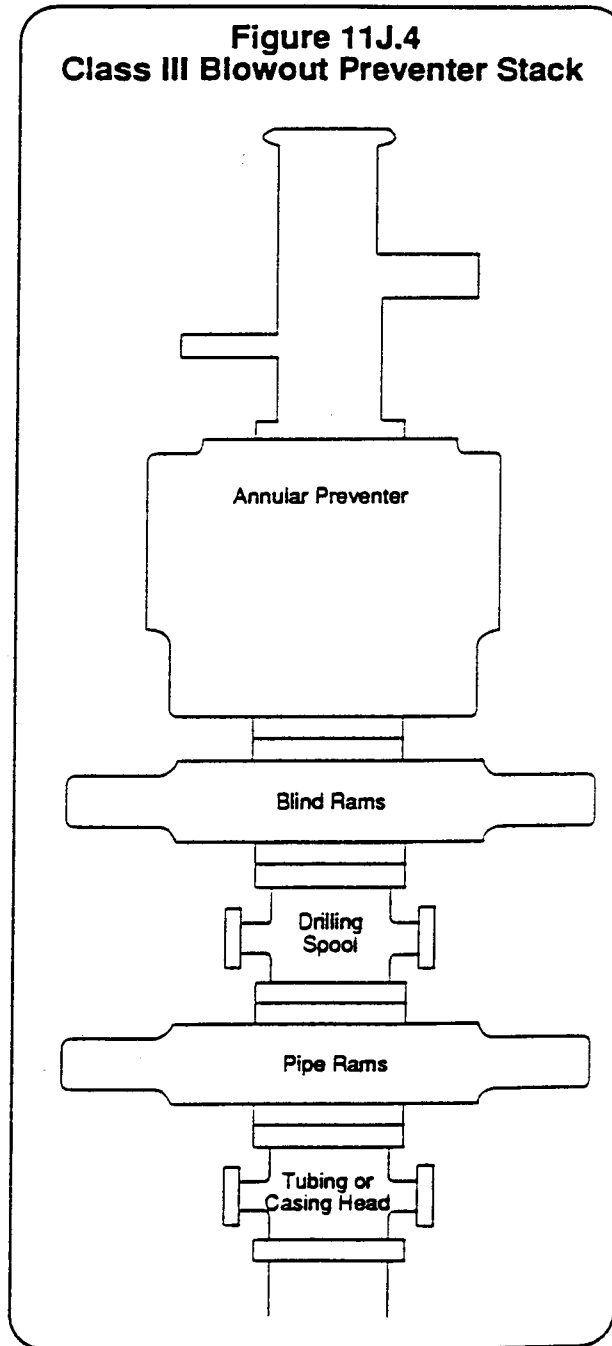 Figure 11J.4
Class III Blowout Preventer Stack
Annular Preventer
Blind Rams
Drilling
Spool
Pipe Rams
Tubing or
Casing Head